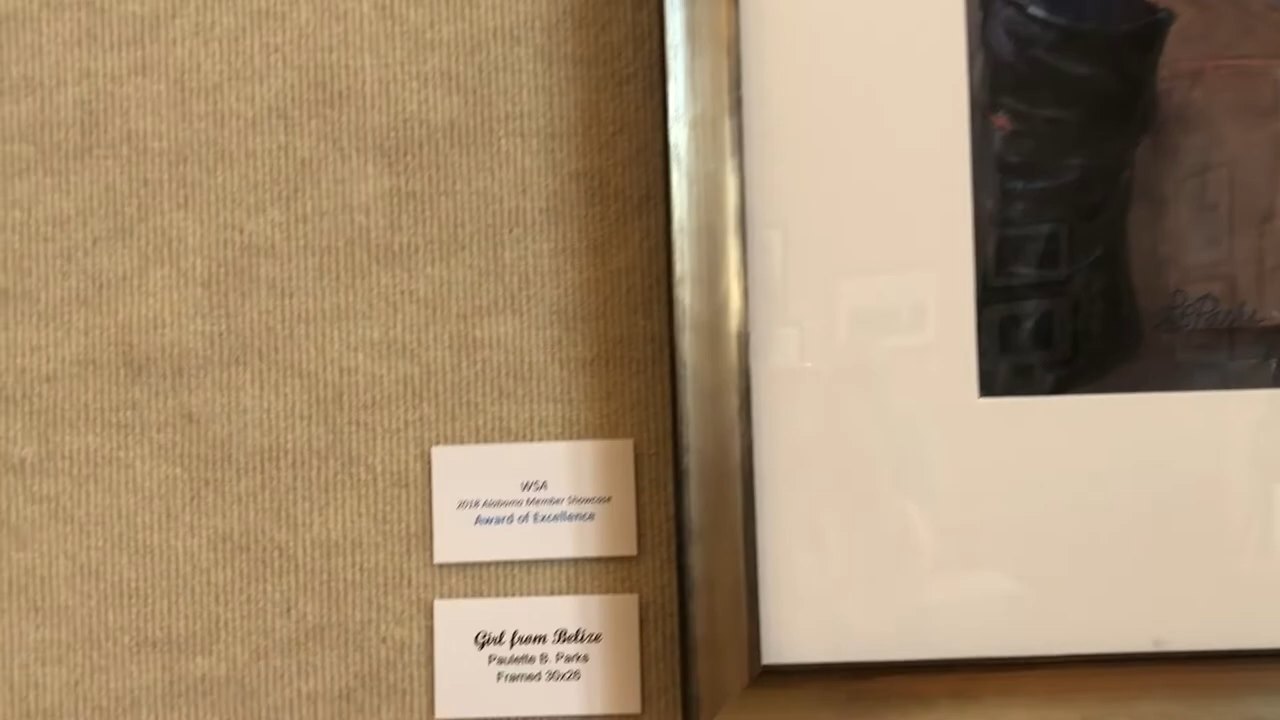 WSA
2018 Alabama Member Showcase
Award of Excellence
Girl from Belize
Paulette B. Parks
Framed 30x26